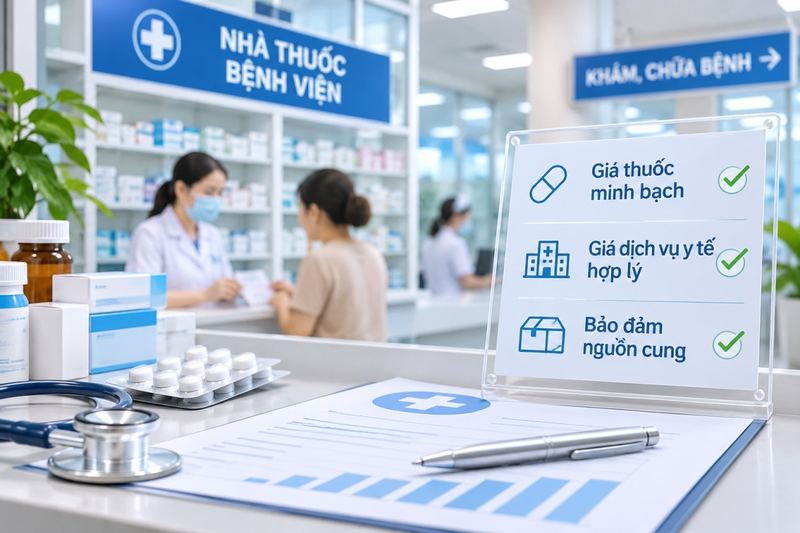 NHÀ THUỐC
BỆNH VIỆN
KHÁM, CHỮA BỆNH →
Giá thuốc
minh bạch
Giá dịch vụ y tế
hợp lý
Bảo đảm
nguồn cung